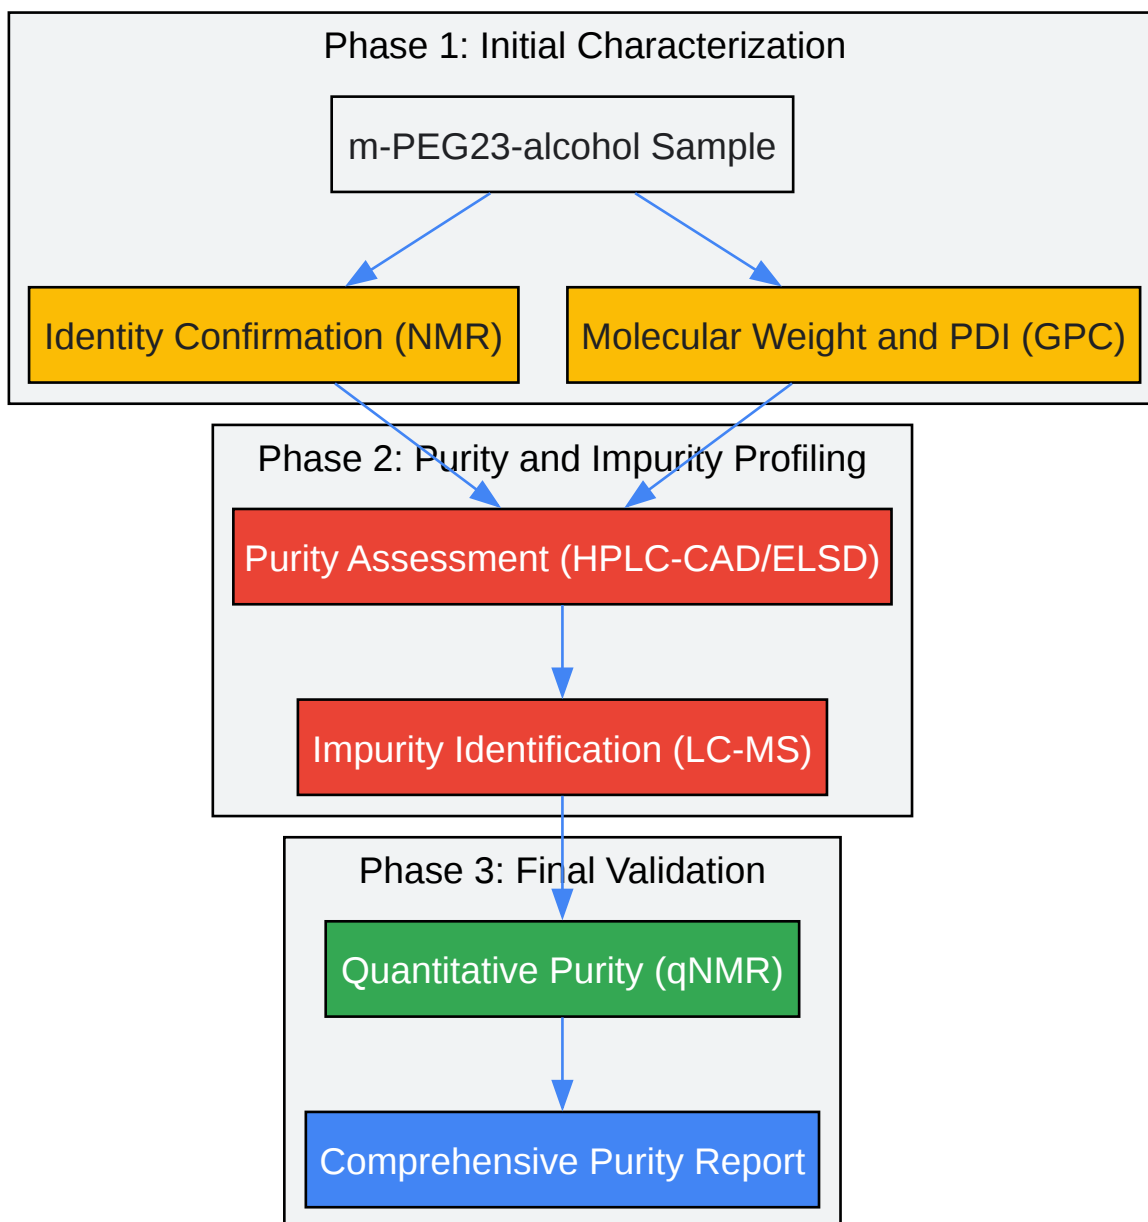 Phase 1: Initial Characterization
m-PEG23-alcohol Sample
Identity Confirmation (NMR)
Molecular Weight and PDI (GPC)
Phase 2: Purity and Impurity Profiling
Purity Assessment (HPLC-CAD/ELSD)
Impurity Identification (LC-MS)
Phase 3: Final Validation
Quantitative Purity (qNMR)
Comprehensive Purity Report